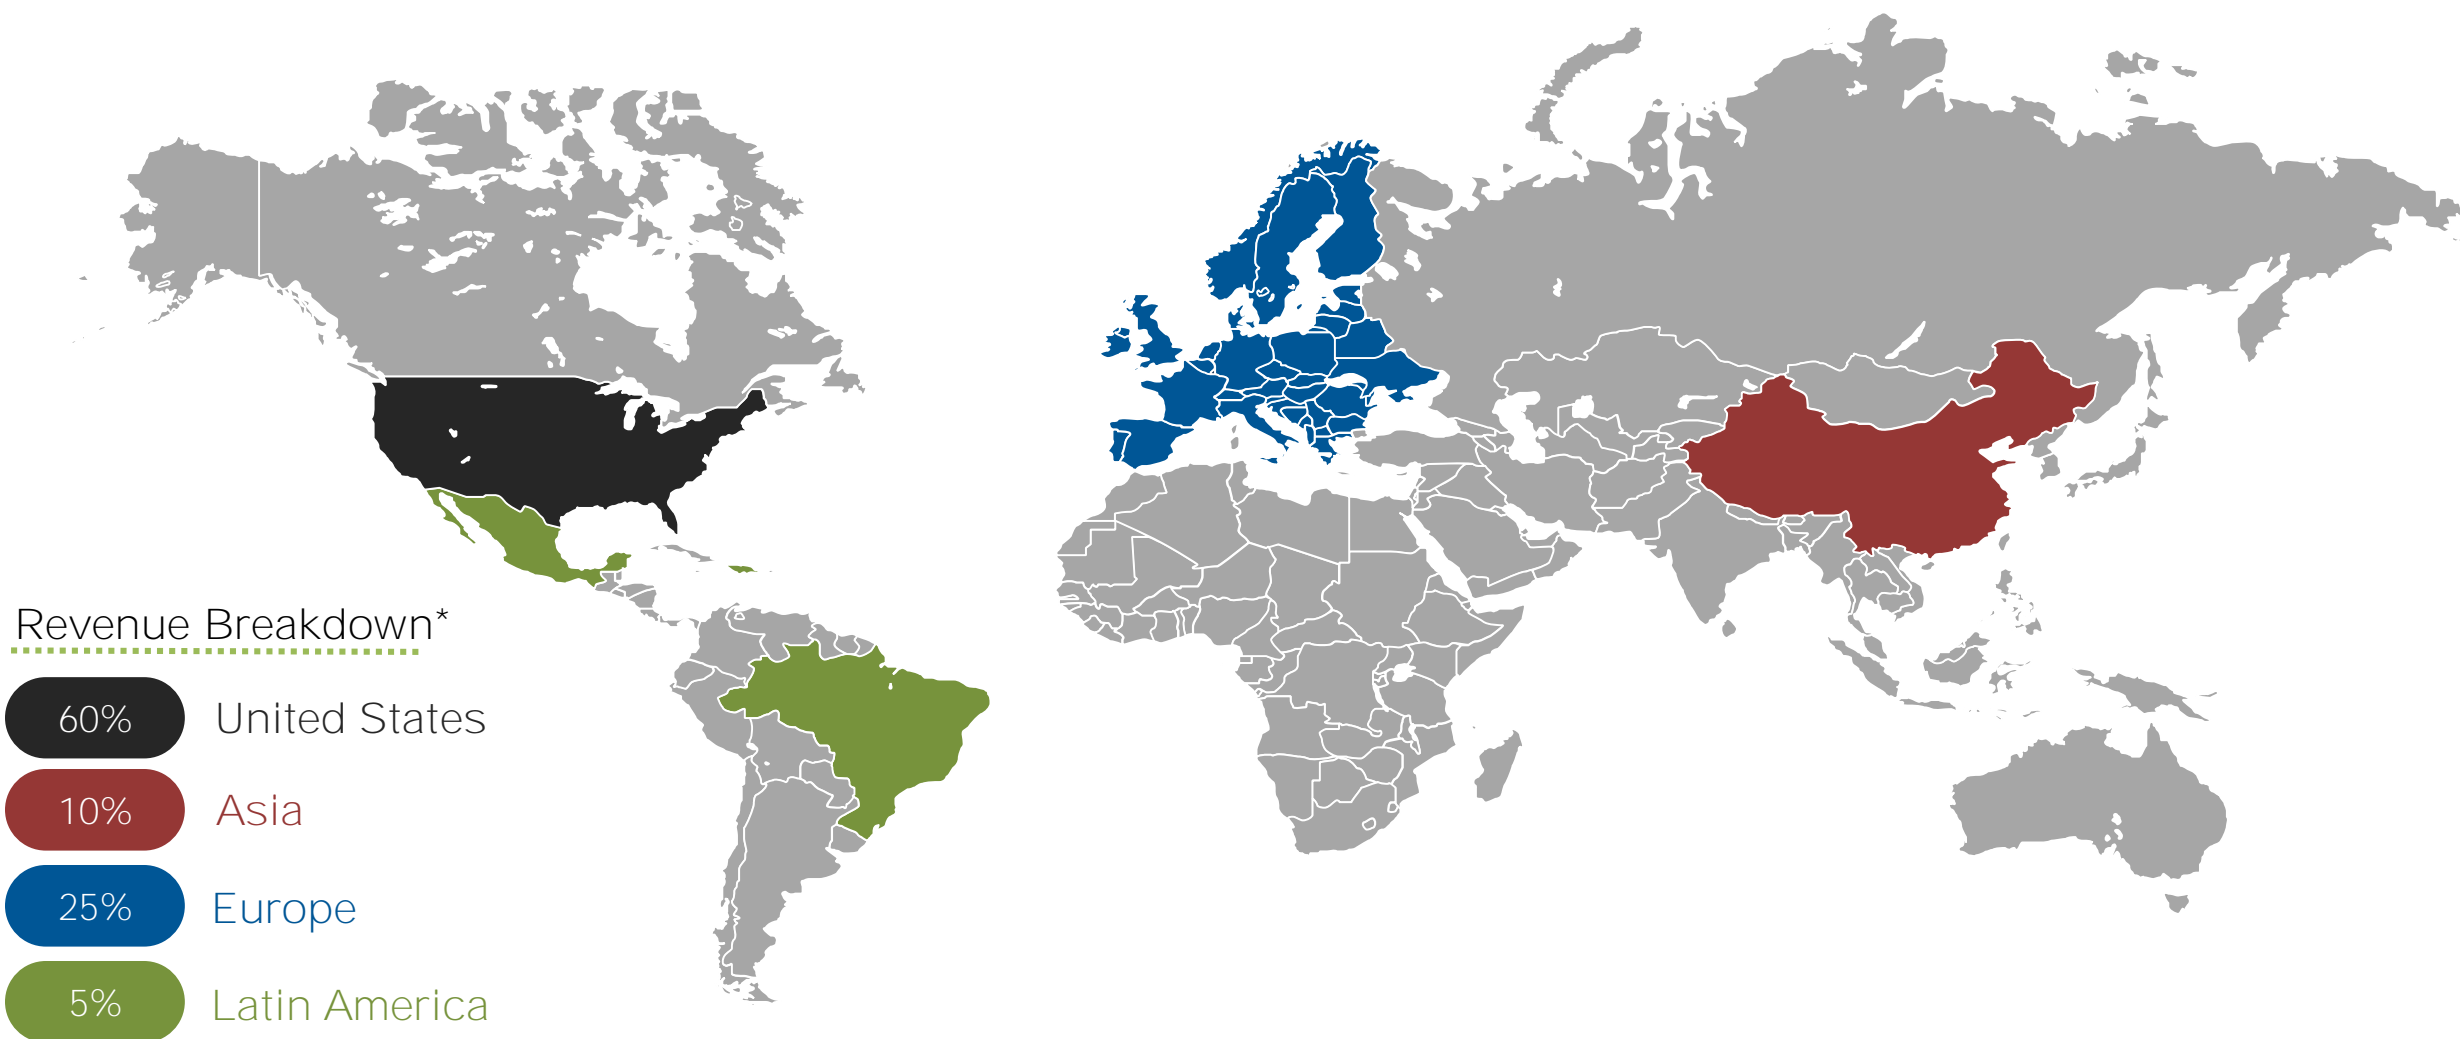 Revenue Breakdown*
60% United States
10% Asia
25% Europe
5% Latin America